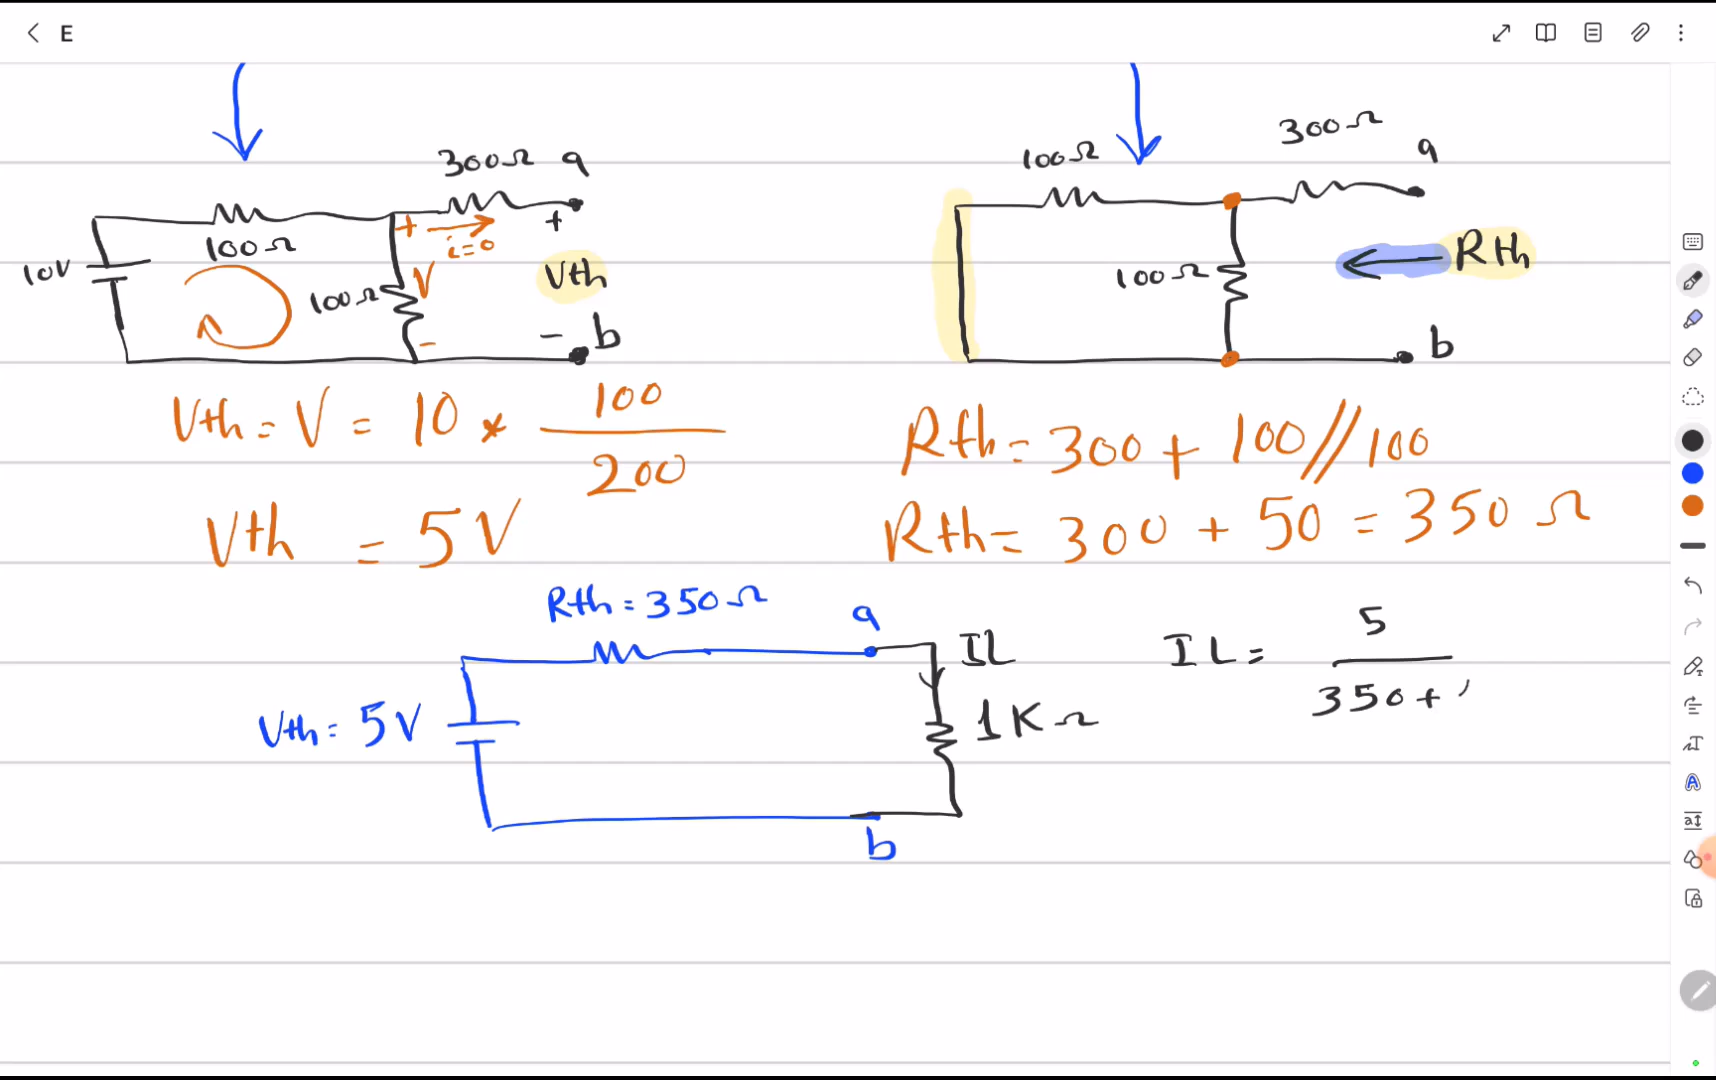 E
300Ω a
100Ω
10V
+ i=0
+
100Ω V
Vth
-
- b
100Ω
300Ω
a
100Ω
Rth
b
Vth = V = 10 * 100/200
Vth = 5V
Rth = 300 + 100//100
Rth = 300 + 50 = 350 Ω
Rth = 350Ω
a
Vth = 5V
IL
1KΩ
b
IL = 5/350+